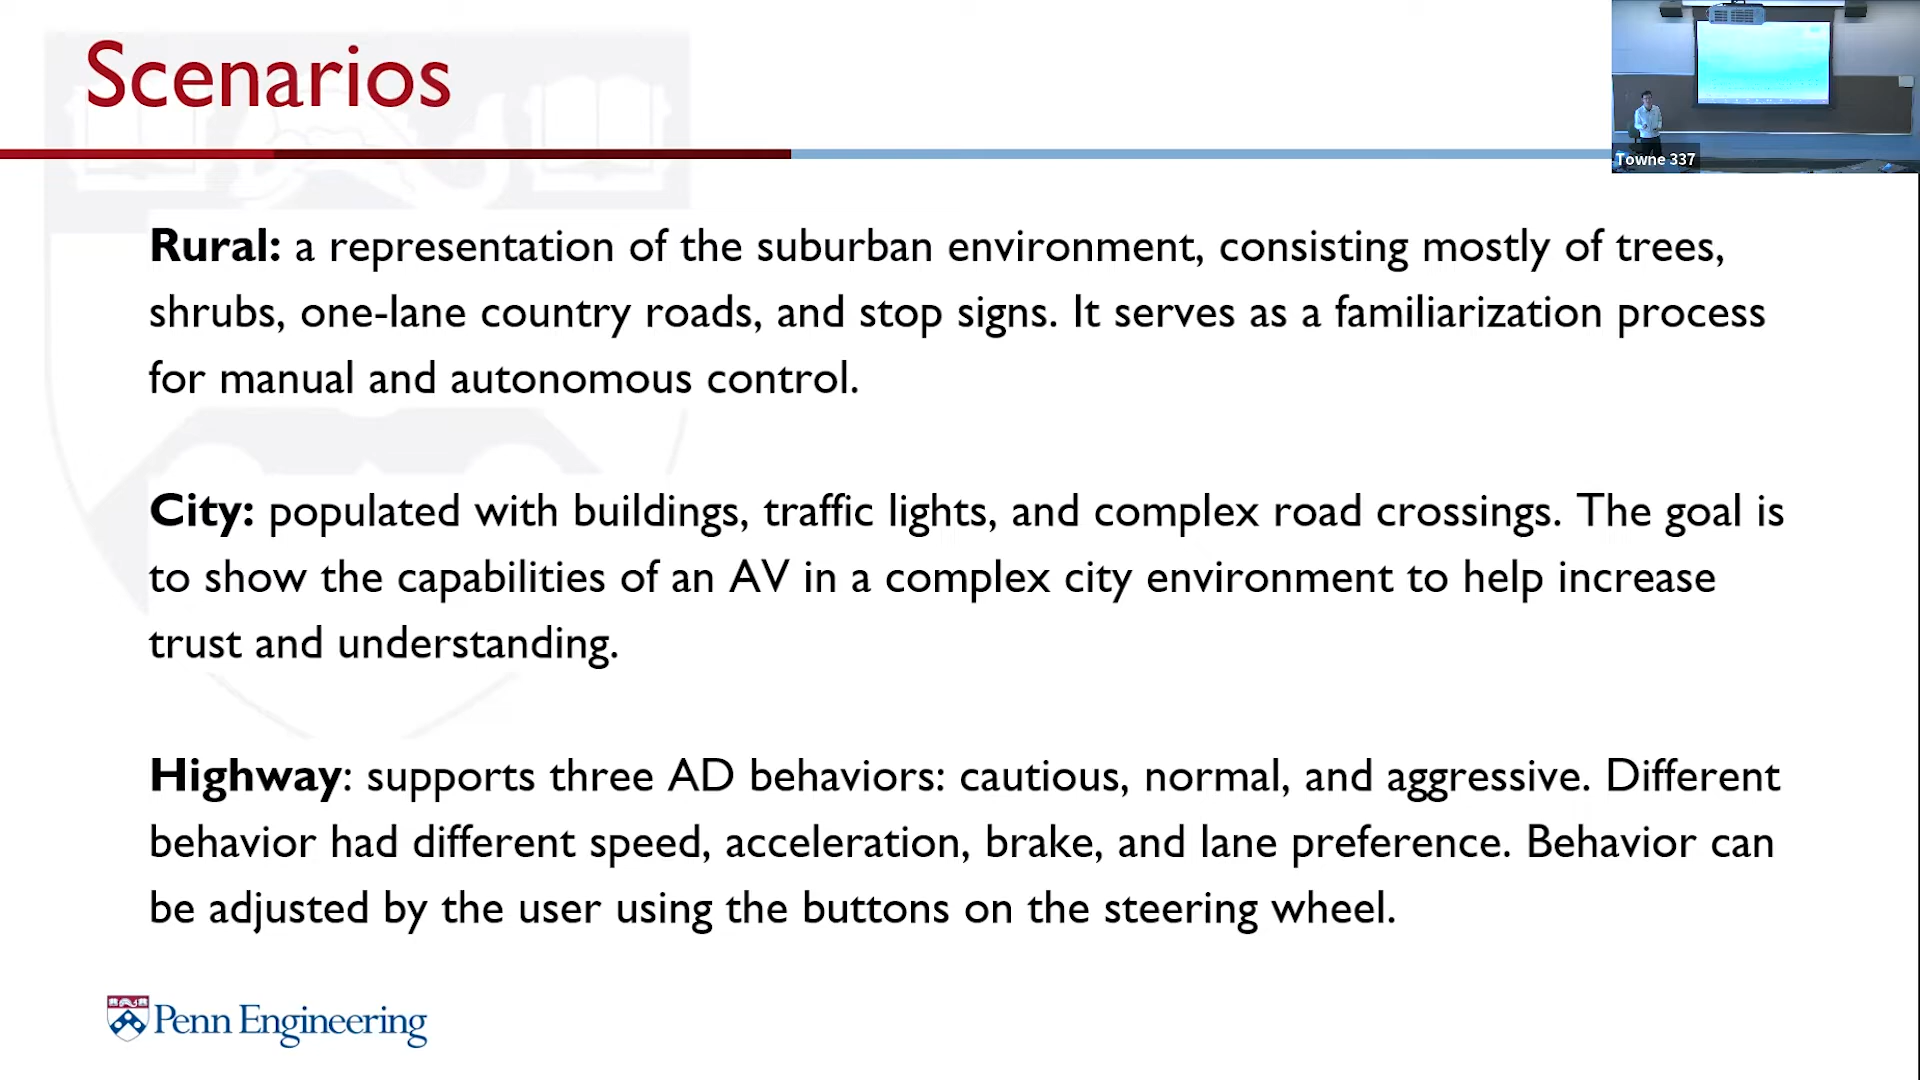 Scenarios
Towne 337
Rural: a representation of the suburban environment, consisting mostly of trees,
shrubs, one-lane country roads, and stop signs. It serves as a familiarization process
for manual and autonomous control.
City: populated with buildings, traffic lights, and complex road crossings. The goal is
to show the capabilities of an AV in a complex city environment to help increase
trust and understanding.
Highway: supports three AD behaviors: cautious, normal, and aggressive. Different
behavior had different speed, acceleration, brake, and lane preference. Behavior can
be adjusted by the user using the buttons on the steering wheel.
Penn Engineering